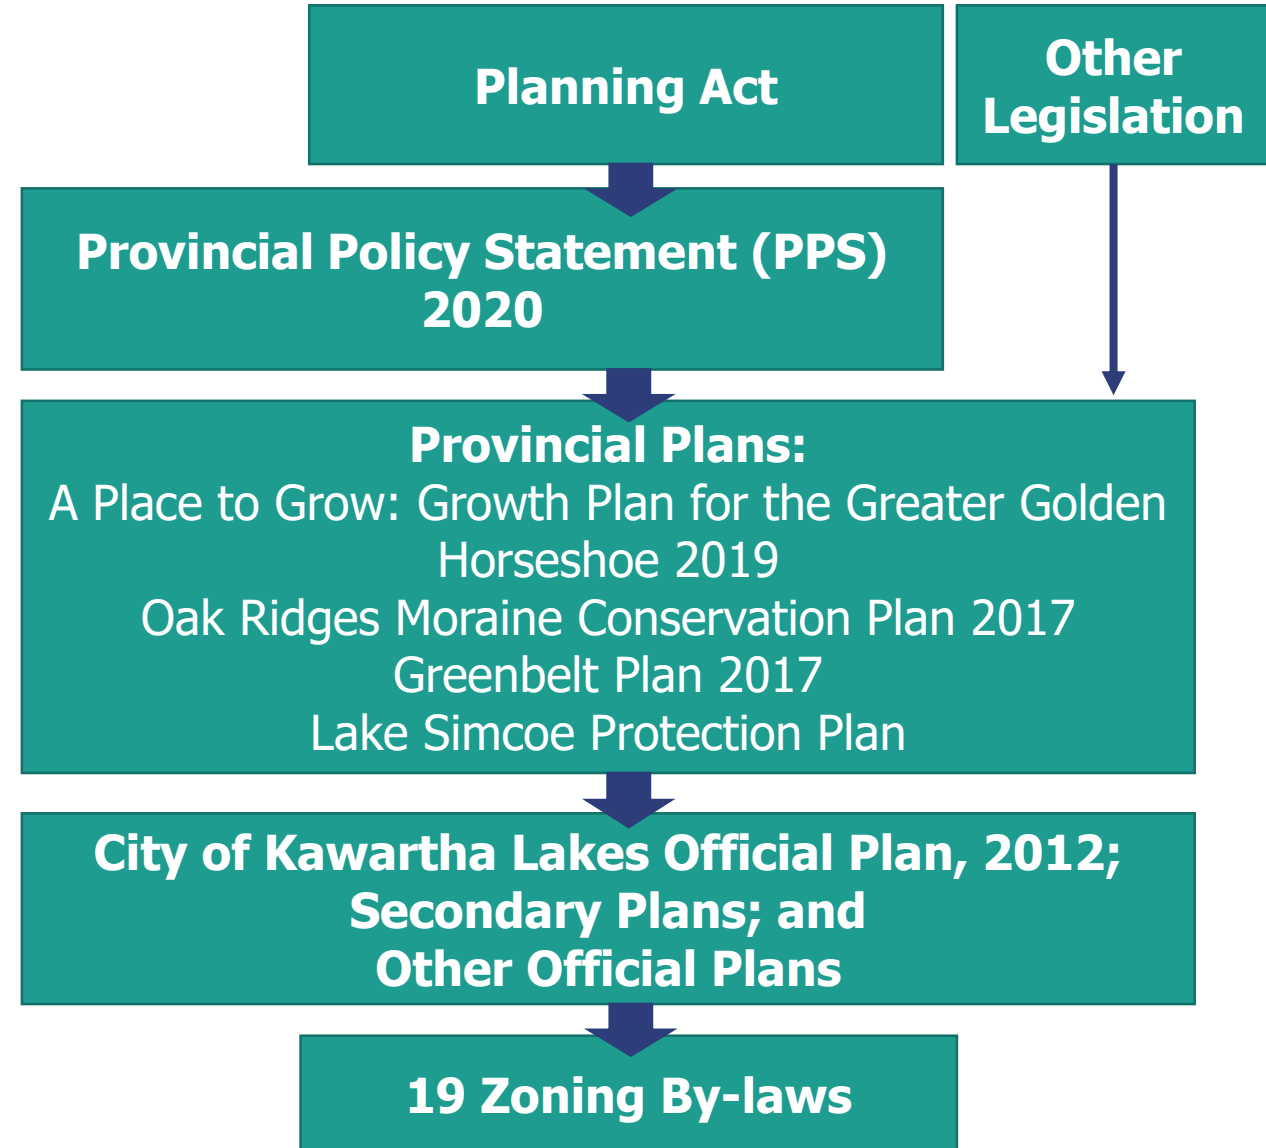 Planning Act
Other
Legislation
Provincial Policy Statement (PPS)
2020
Provincial Plans:
A Place to Grow: Growth Plan for the Greater Golden
Horseshoe 2019
Oak Ridges Moraine Conservation Plan 2017
Greenbelt Plan 2017
Lake Simcoe Protection Plan
City of Kawartha Lakes Official Plan, 2012;
Secondary Plans; and
Other Official Plans
19 Zoning By-laws